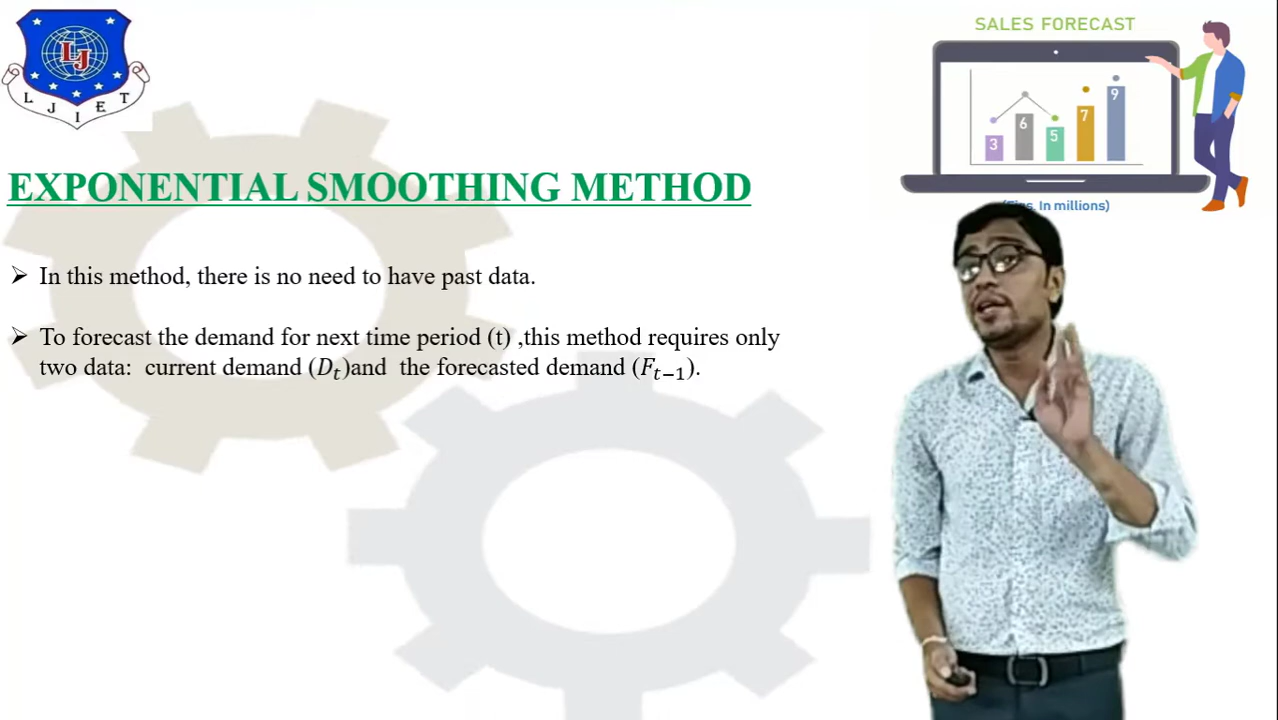 LJ
L J I E T
SALES FORECAST
3
6
5
7
9
In millions)
EXPONENTIAL SMOOTHING METHOD
➢ In this method, there is no need to have past data.
➢ To forecast the demand for next time period (t) ,this method requires only
two data: current demand (𝐷ₜ)and the forecasted demand (𝐹ₜ₋₁).